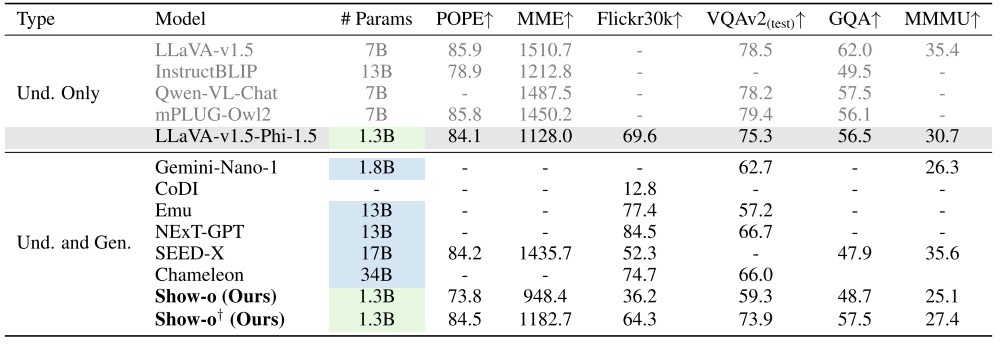 Type Model # Params POPE↑ MME↑ Flickr30k↑ VQAv2(test)↑ GQA↑ MMMU↑
LLaVA-v1.5 7B 85.9 1510.7 - 78.5 62.0 35.4
InstructBLIP 13B 78.9 1212.8 - - 49.5 -
Und. Only Qwen-VL-Chat 7B - 1487.5 - 78.2 57.5 -
mPLUG-Owl2 7B 85.8 1450.2 - 79.4 56.1 -
LLaVA-v1.5-Phi-1.5 1.3B 84.1 1128.0 69.6 75.3 56.5 30.7
Gemini-Nano-1 1.8B - - - 62.7 - 26.3
CoDI - - - 12.8 - - -
Emu 13B - - 77.4 57.2 - -
Und. and Gen. NExT-GPT 13B - - 84.5 66.7 - -
SEED-X 17B 84.2 1435.7 52.3 - 47.9 35.6
Chameleon 34B - - 74.7 66.0 - -
Show-o (Ours) 1.3B 73.8 948.4 36.2 59.3 48.7 25.1
Show-o† (Ours) 1.3B 84.5 1182.7 64.3 73.9 57.5 27.4